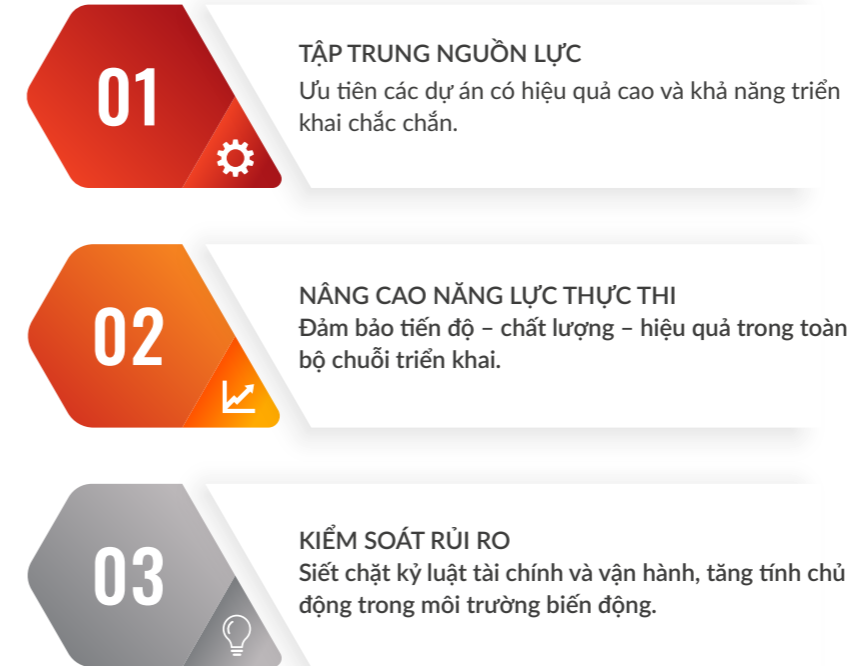 01
TẬP TRUNG NGUỒN LỰC
Ưu tiên các dự án có hiệu quả cao và khả năng triển
khai chắc chắn.
02
NÂNG CAO NĂNG LỰC THỰC THI
Đảm bảo tiến độ – chất lượng – hiệu quả trong toàn
bộ chuỗi triển khai.
03
KIỂM SOÁT RỦI RO
Siết chặt kỷ luật tài chính và vận hành, tăng tính chủ
động trong môi trường biến động.